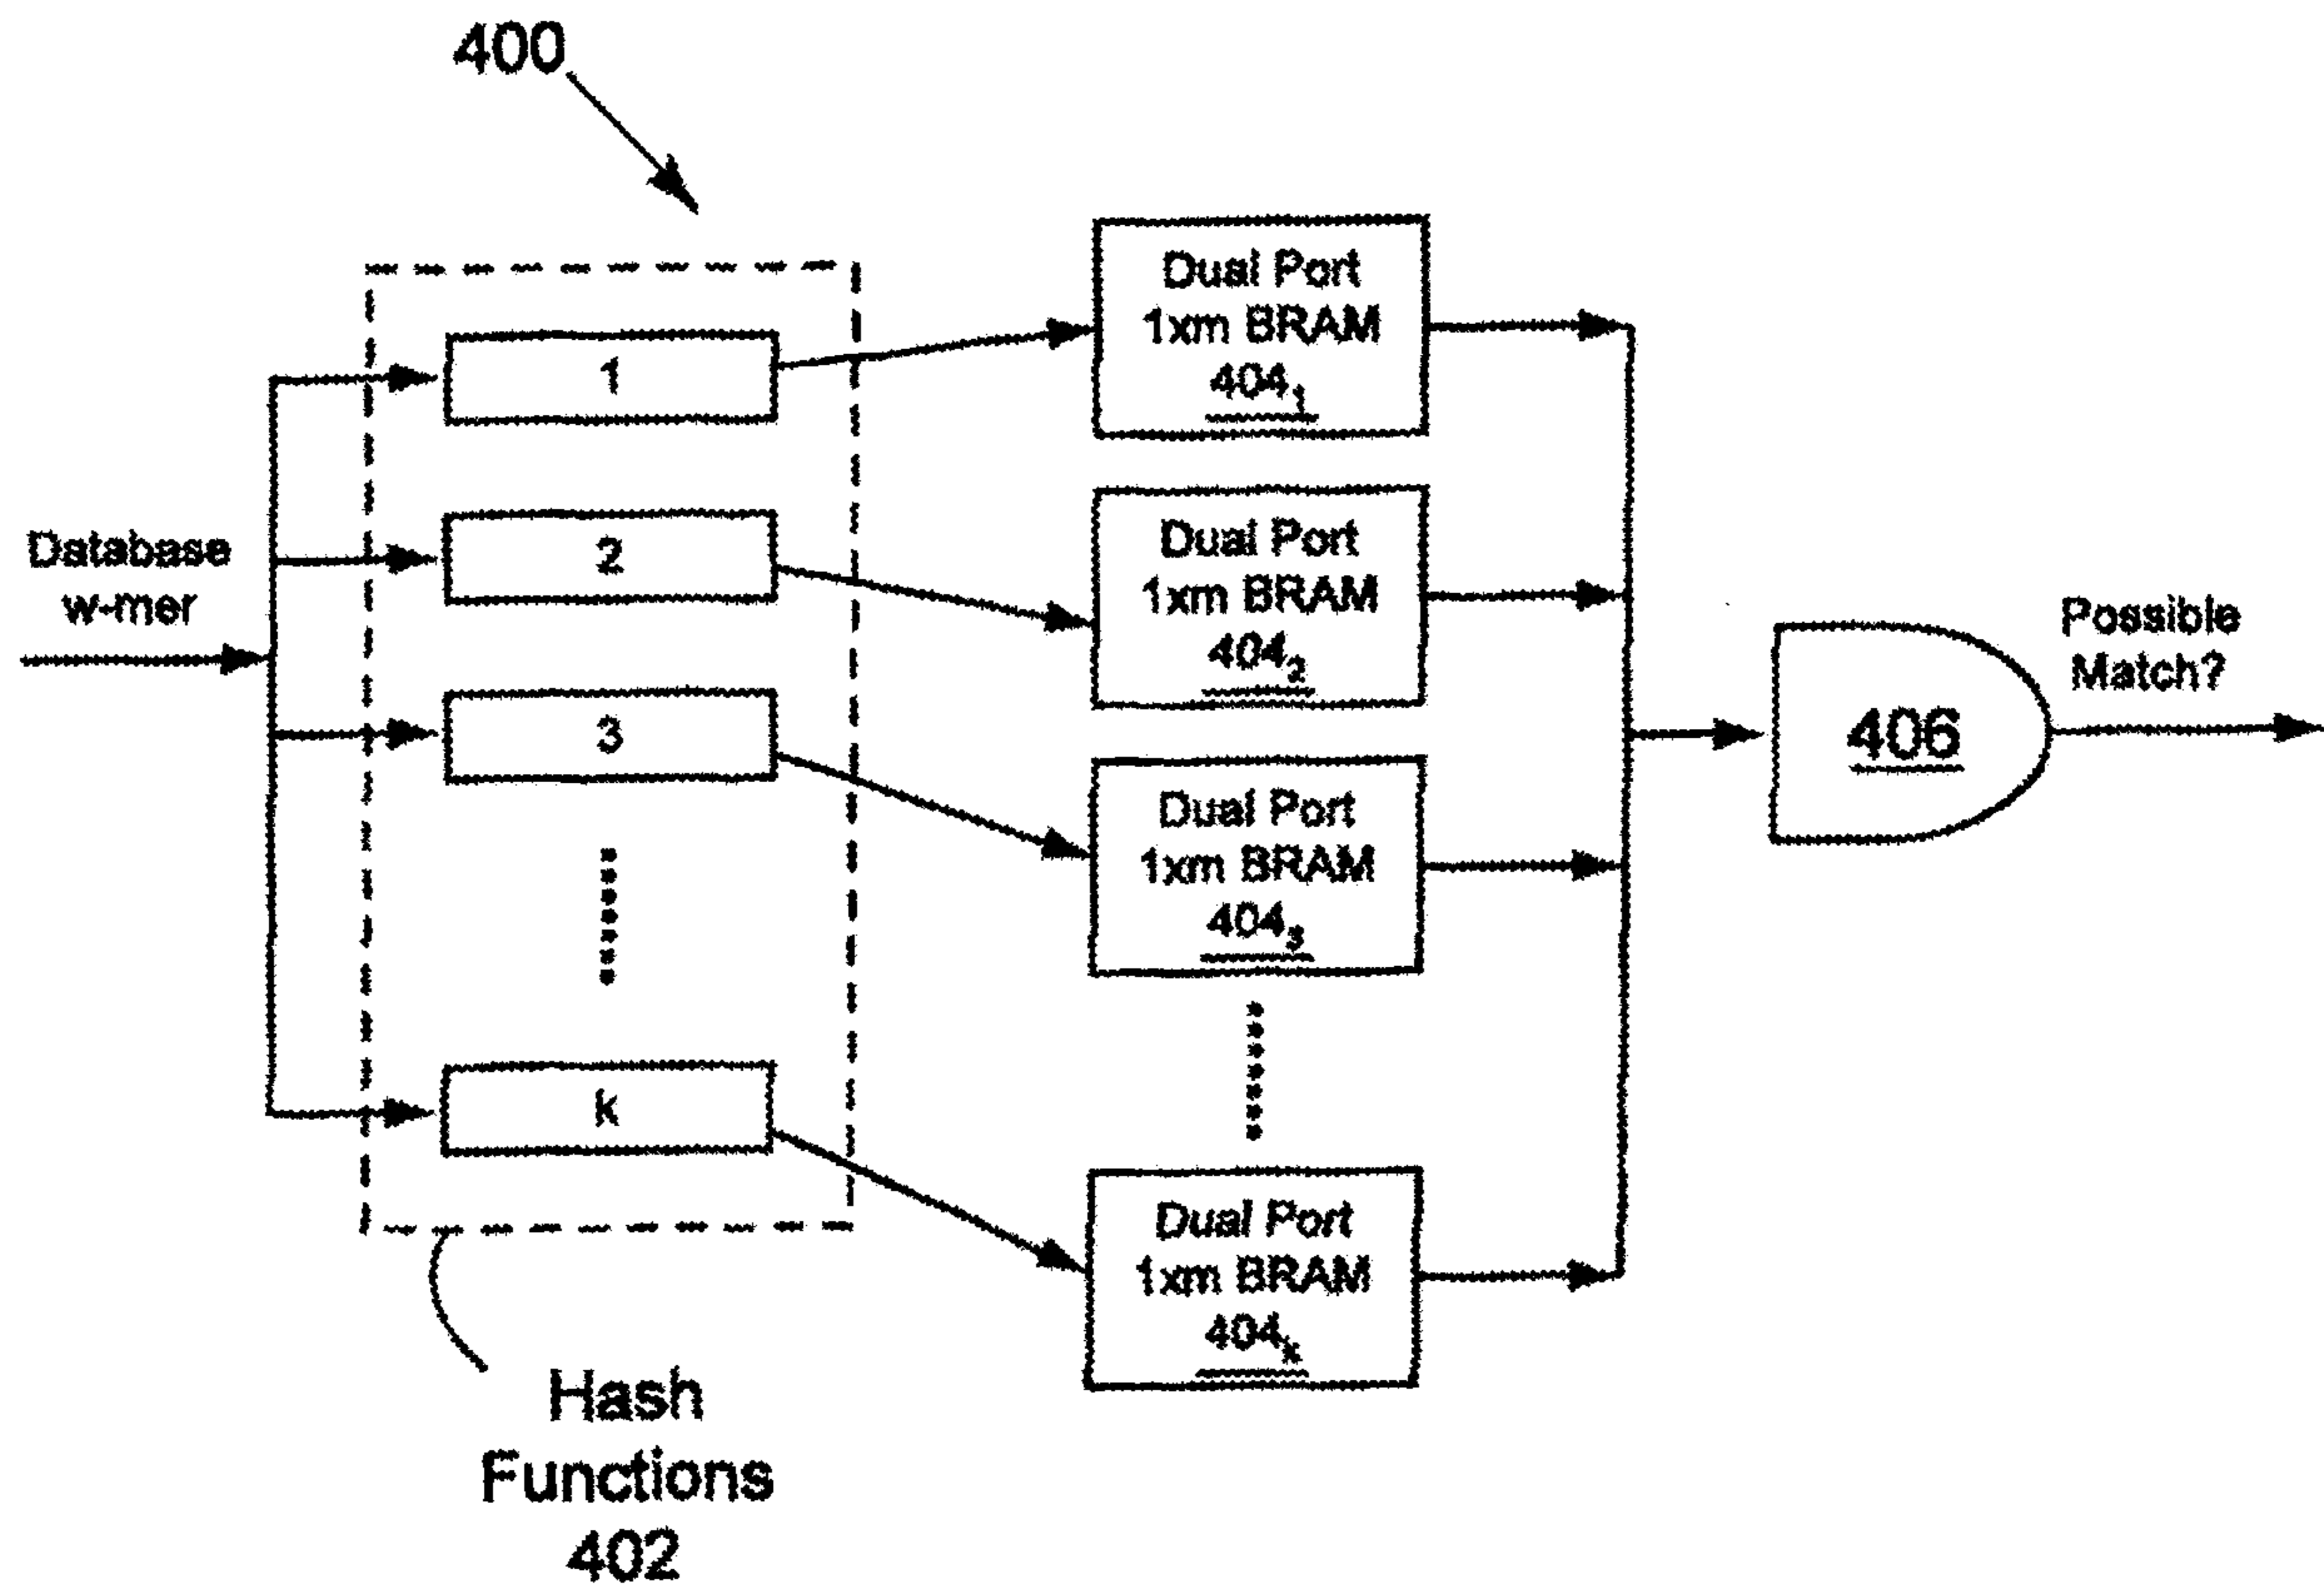 400
Database
w-mer
1
2
3
k
Hash
Functions
402
Dual Port
1xm BRAM
404₁
Dual Port
1xm BRAM
404₂
Dual Port
1xm BRAM
404₃
Dual Port
1xm BRAM
404ₖ
406
Possible
Match?